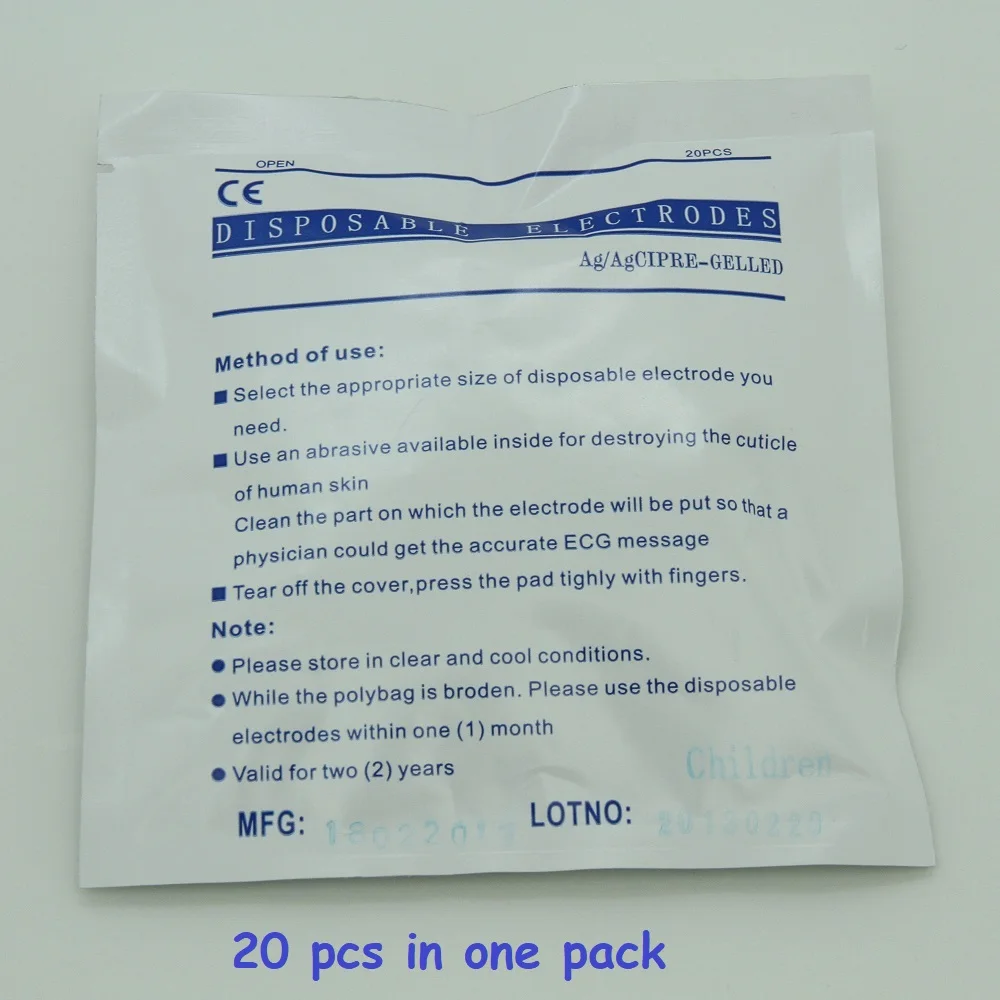 OPEN 20PCS
CE
DISPOSABLE ELECTRODES
Ag/AgCIPRE-GELLED
Method of use:
■ Select the appropriate size of disposable electrode you
need.
■ Use an abrasive available inside for destroying the cuticle
of human skin
Clean the part on which the electrode will be put so that a
physician could get the accurate ECG message
■ Tear off the cover,press the pad tighly with fingers.
Note:
● Please store in clear and cool conditions.
● While the polybag is broden. Please use the disposable
electrodes within one (1) month
● Valid for two (2) years
Children
MFG: LOTNO:
20 pcs in one pack